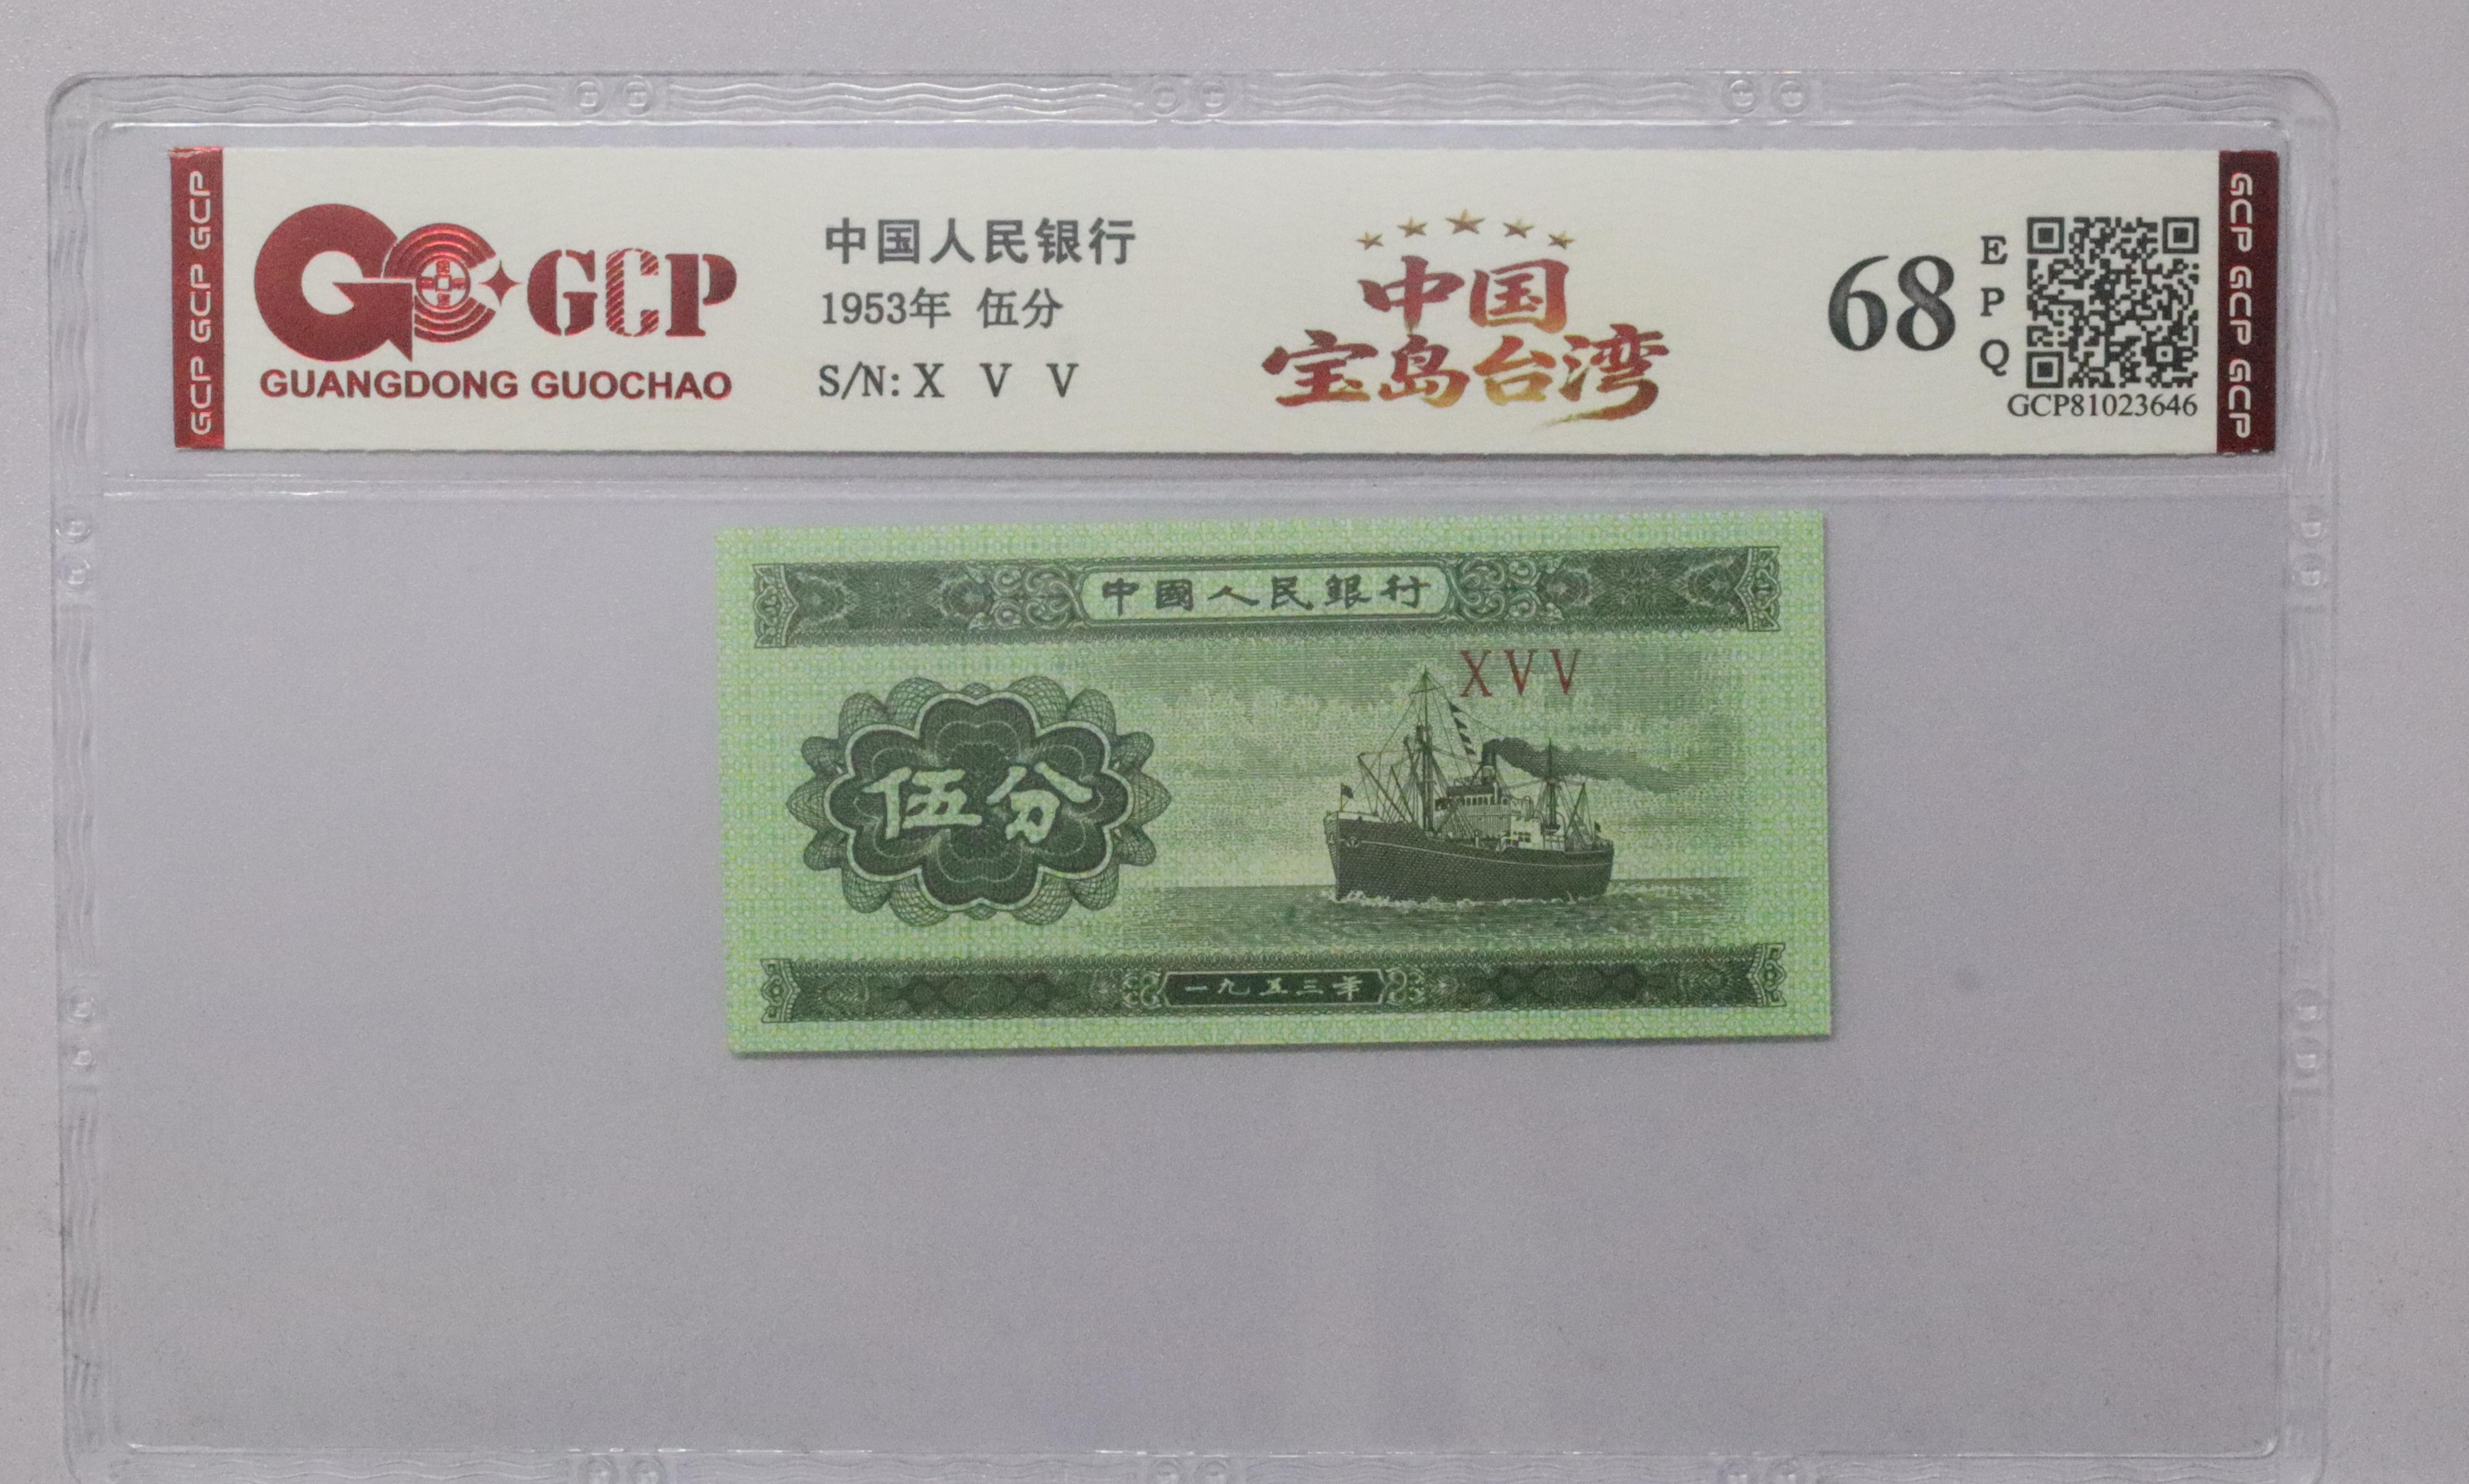 GCP GCP GCP
GCP
GUANGDONG GUOCHAO
中国人民银行
1953年 伍分
S/N: X V V
中国
宝岛台湾
68
EPQ
GCP81023646
GCP GCP GCP
中國人民銀行
XVV
伍分
一九五三年